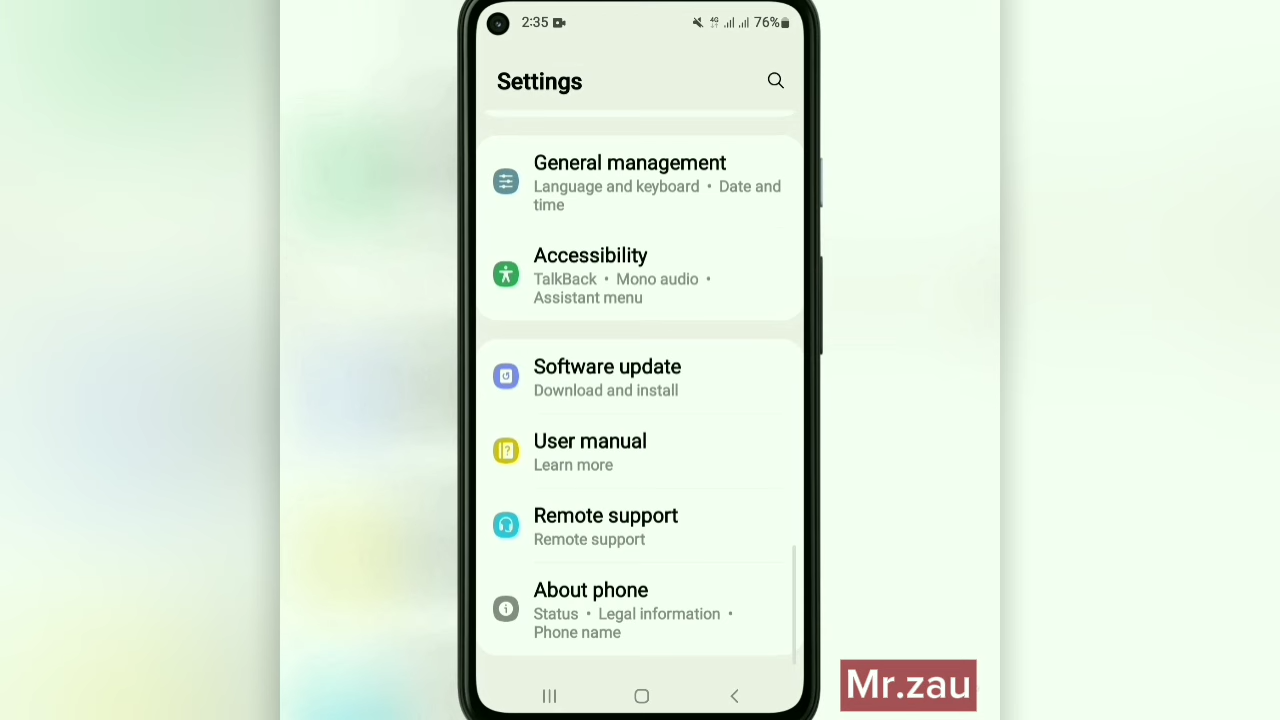 2:35 4G 76%
Settings
General management
Language and keyboard • Date and
time
Accessibility
TalkBack • Mono audio •
Assistant menu
Software update
Download and install
User manual
Learn more
Remote support
Remote support
About phone
Status • Legal information •
Phone name
Mr.zau